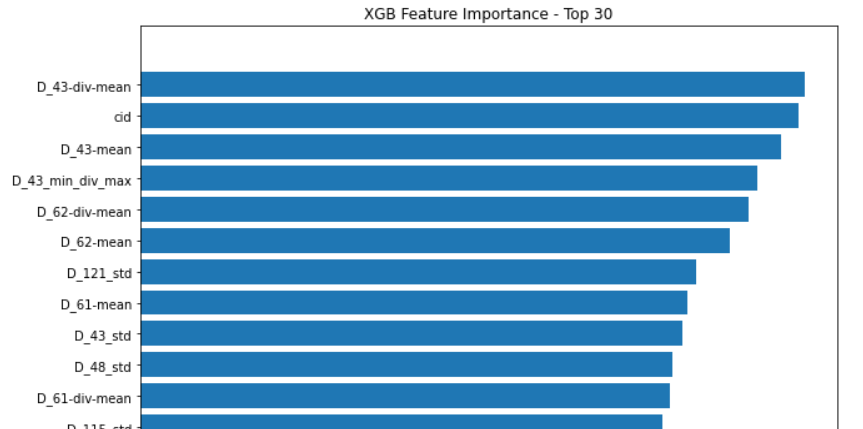 XGB Feature Importance - Top 30
D_43-div-mean
cid
D_43-mean
D_43_min_div_max
D_62-div-mean
D_62-mean
D_121_std
D_61-mean
D_43_std
D_48_std
D_61-div-mean
D_115_std